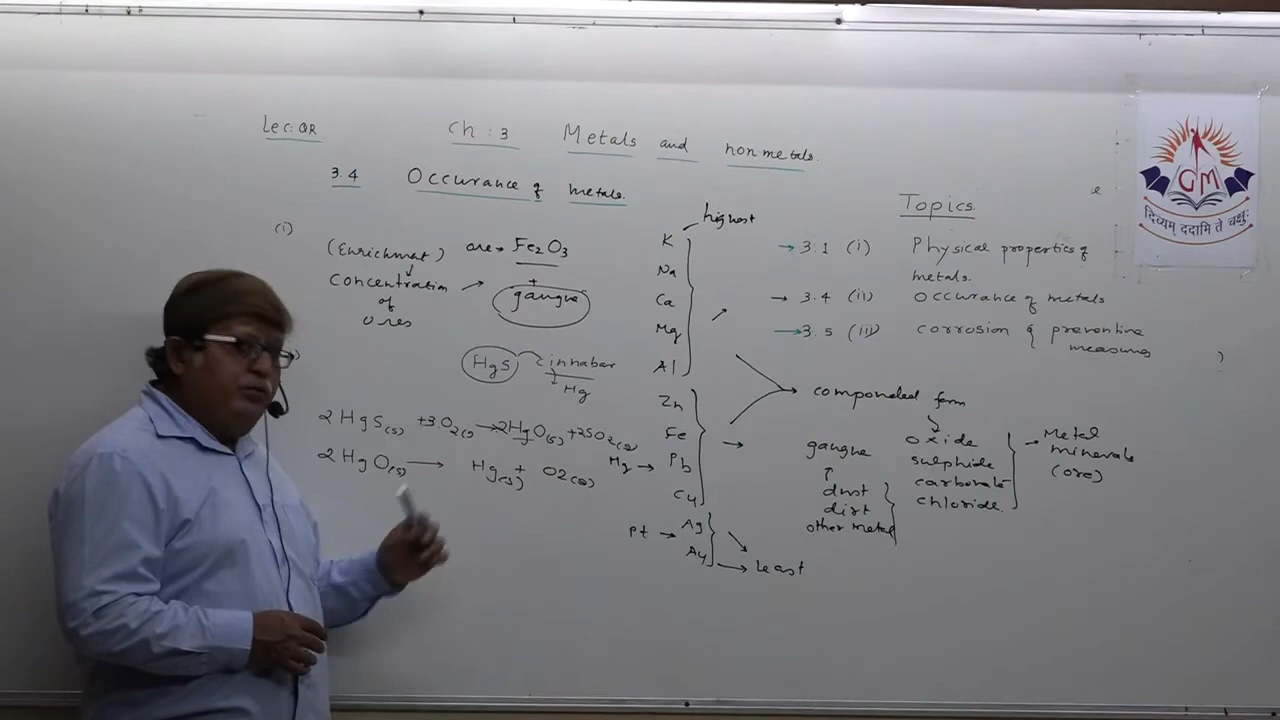 Lec: QR
Ch : 3 Metals and nonmetals.
3.4 Occurance of metals.
(i)
(Enrichment)
concentration
of
ores
ore → Fe2O3
+
gangue
HgS
cinnabar
Hg
2HgS(s) +3O2( ) → 2HgO(s) + 2SO2(g)
2HgO(s) → Hg(s) + O2(g)
highest
K
Na
Ca
Mg
Al
Zn
Fe
Hg → Pb
Cu
Pt → Ag
Au
→ Least
Topics
→ 3.1 (i) Physical properties of
metals.
→ 3.4 (ii) Occurance of metals
→ 3.5 (iii) corrosion & preventive
measures
compounded form
oxide
sulphide
carbonate
chloride.
→ Metal
minerals
(ore)
gangue
↑
dust
dirt
other metal
GM
दिव्यम् ददामि ते चक्षुः